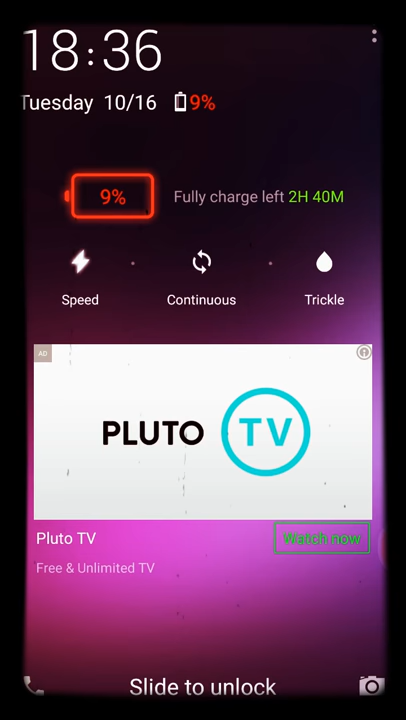 18:36
Tuesday 10/16 9%
9% Fully charge left 2H 40M
Speed Continuous Trickle
AD
PLUTO TV
Pluto TV Watch now
Free & Unlimited TV
Slide to unlock